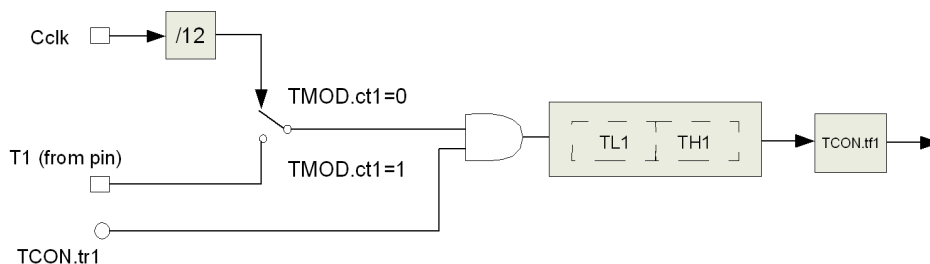 Cclk
/12
TMOD.ct1=0
T1 (from pin)
TMOD.ct1=1
TL1
TH1
TCON.tf1
TCON.tr1